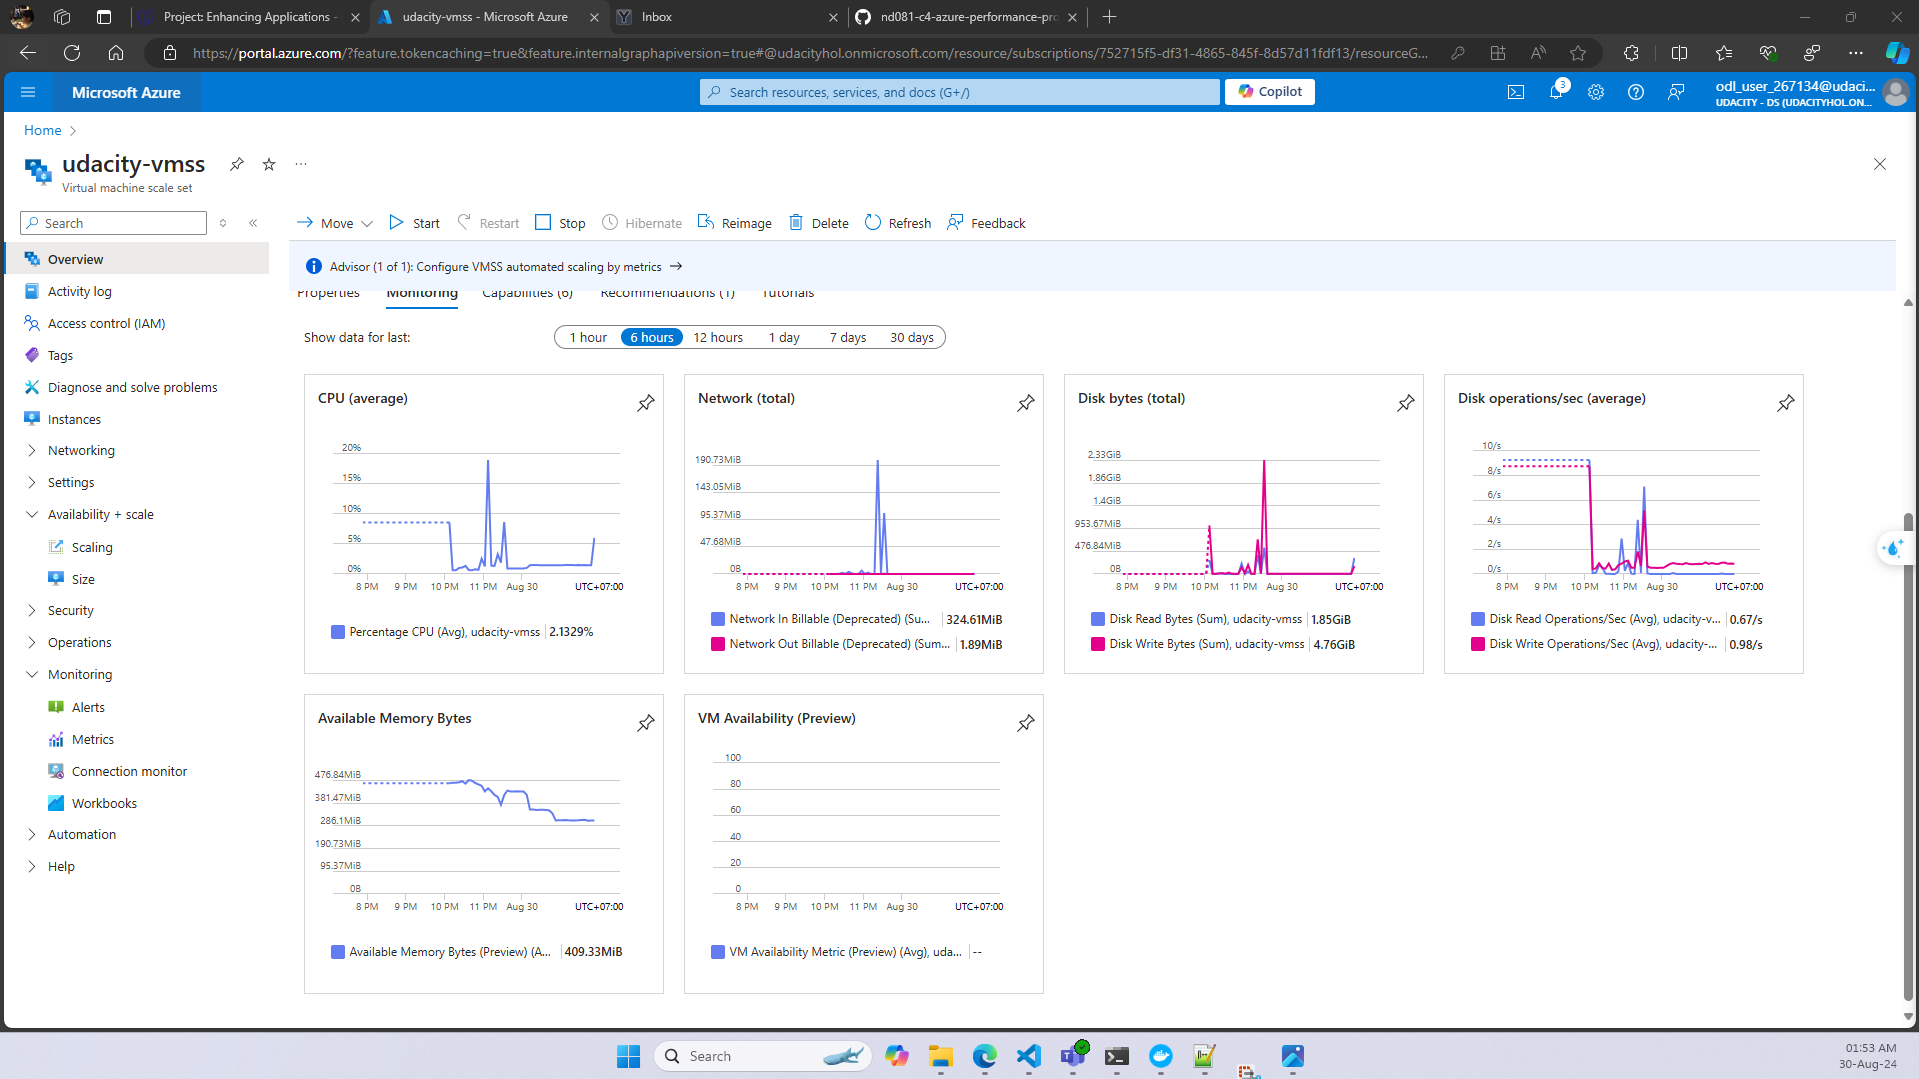 Project: Enhancing Applications -
udacity-vmss - Microsoft Azure
Inbox
nd081-c4-azure-performance-pro
https://portal.azure.com/?feature.tokencaching=true&feature.internalgraphapiversion=true#@udacityhol.onmicrosoft.com/resource/subscriptions/752715f5-df31-4865-845f-8d57d11fdf13/resourceG...
Microsoft Azure
Search resources, services, and docs (G+/)
Copilot
3
odl_user_267134@udaci...
UDACITY - DS (UDACITYHOL.ON...
Home
udacity-vmss
Virtual machine scale set
Search
Move
Start
Restart
Stop
Hibernate
Reimage
Delete
Refresh
Feedback
Overview
Activity log
Access control (IAM)
Tags
Diagnose and solve problems
Instances
Networking
Settings
Availability + scale
Scaling
Size
Security
Operations
Monitoring
Alerts
Metrics
Connection monitor
Workbooks
Automation
Help
Advisor (1 of 1): Configure VMSS automated scaling by metrics
Properties
Monitoring
Capabilities (6)
Recommendations (1)
Tutorials
Show data for last:
1 hour
6 hours
12 hours
1 day
7 days
30 days
CPU (average)
20%
15%
10%
5%
0%
8 PM 9 PM 10 PM 11 PM Aug 30 UTC+07:00
Percentage CPU (Avg), udacity-vmss 2.1329%
Network (total)
190.73MiB
143.05MiB
95.37MiB
47.68MiB
0B
8 PM 9 PM 10 PM 11 PM Aug 30 UTC+07:00
Network In Billable (Deprecated) (Su... 324.61MiB
Network Out Billable (Deprecated) (Sum... 1.89MiB
Disk bytes (total)
2.33GiB
1.86GiB
1.4GiB
953.67MiB
476.84MiB
0B
8 PM 9 PM 10 PM 11 PM Aug 30 UTC+07:00
Disk Read Bytes (Sum), udacity-vmss 1.85GiB
Disk Write Bytes (Sum), udacity-vmss 4.76GiB
Disk operations/sec (average)
10/s
8/s
6/s
4/s
2/s
0/s
8 PM 9 PM 10 PM 11 PM Aug 30 UTC+07:00
Disk Read Operations/Sec (Avg), udacity-v... 0.67/s
Disk Write Operations/Sec (Avg), udacity-... 0.98/s
Available Memory Bytes
476.84MiB
381.47MiB
286.1MiB
190.73MiB
95.37MiB
0B
8 PM 9 PM 10 PM 11 PM Aug 30 UTC+07:00
Available Memory Bytes (Preview) (A... 409.33MiB
VM Availability (Preview)
100
80
60
40
20
0
8 PM 9 PM 10 PM 11 PM Aug 30 UTC+07:00
VM Availability Metric (Preview) (Avg), uda... --
Search
01:53 AM
30-Aug-24